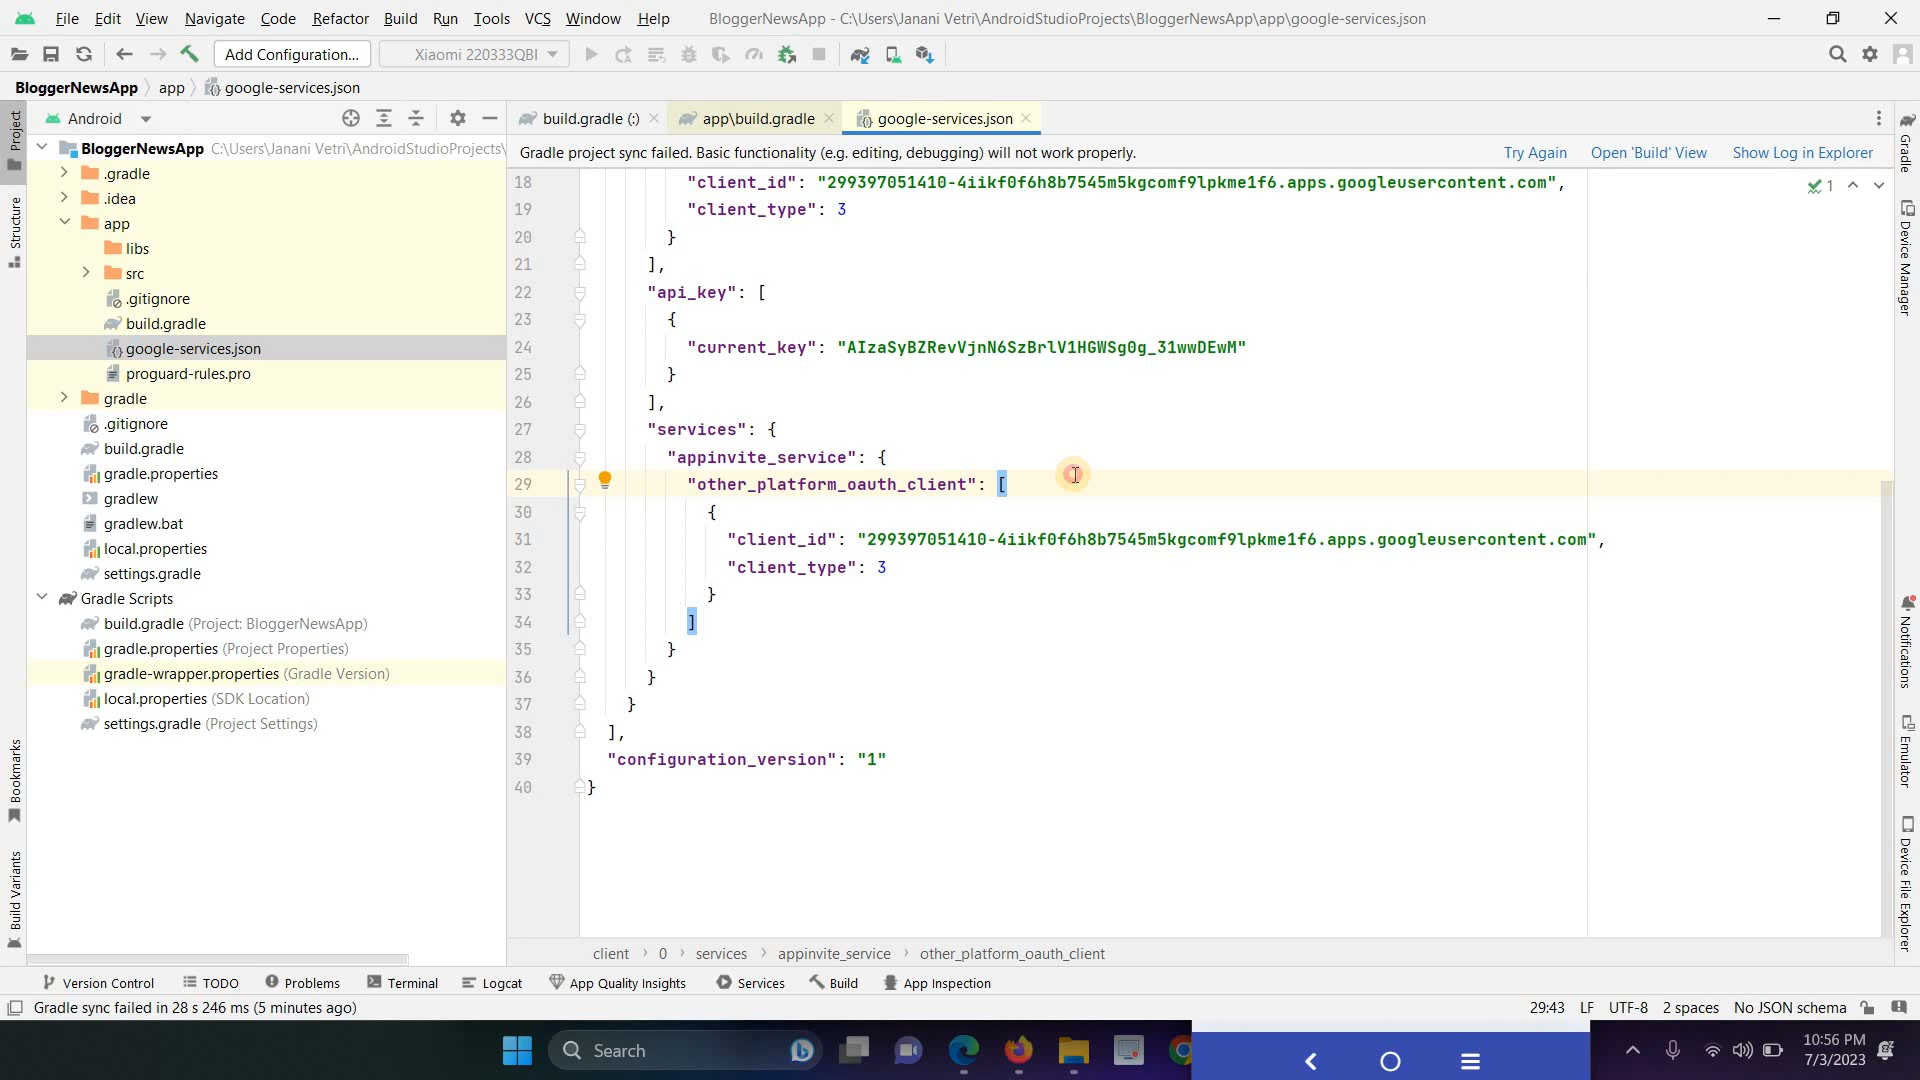 File Edit View Navigate Code Refactor Build Run Tools VCS Window Help BloggerNewsApp - C:\Users\Janani Vetri\AndroidStudioProjects\BloggerNewsApp\app\google-services.json
Add Configuration... Xiaomi 220333QBI
BloggerNewsApp app google-services.json
Project
Structure
Bookmarks
Build Variants
Android
BloggerNewsApp C:\Users\Janani Vetri\AndroidStudioProjects\
.gradle
.idea
app
libs
src
.gitignore
build.gradle
google-services.json
proguard-rules.pro
gradle
.gitignore
build.gradle
gradle.properties
gradlew
gradlew.bat
local.properties
settings.gradle
Gradle Scripts
build.gradle (Project: BloggerNewsApp)
gradle.properties (Project Properties)
gradle-wrapper.properties (Gradle Version)
local.properties (SDK Location)
settings.gradle (Project Settings)
build.gradle (:) app\build.gradle google-services.json
Gradle project sync failed. Basic functionality (e.g. editing, debugging) will not work properly. Try Again Open 'Build' View Show Log in Explorer
1
18 "client_id": "299397051410-4iikf0f6h8b7545m5kgcomf9lpkme1f6.apps.googleusercontent.com",
19 "client_type": 3
20 }
21 ],
22 "api_key": [
23 {
24 "current_key": "AIzaSyBZRevVjnN6SzBrlV1HGWSg0g_31wwDEwM"
25 }
26 ],
27 "services": {
28 "appinvite_service": {
29 "other_platform_oauth_client": [
30 {
31 "client_id": "299397051410-4iikf0f6h8b7545m5kgcomf9lpkme1f6.apps.googleusercontent.com",
32 "client_type": 3
33 }
34 ]
35 }
36 }
37 }
38 ],
39 "configuration_version": "1"
40 }
client 0 services appinvite_service other_platform_oauth_client
Gradle
Device Manager
Notifications
Emulator
Device File Explorer
Version Control TODO Problems Terminal Logcat App Quality Insights Services Build App Inspection
Gradle sync failed in 28 s 246 ms (5 minutes ago) 29:43 LF UTF-8 2 spaces No JSON schema
Search
10:56 PM
7/3/2023